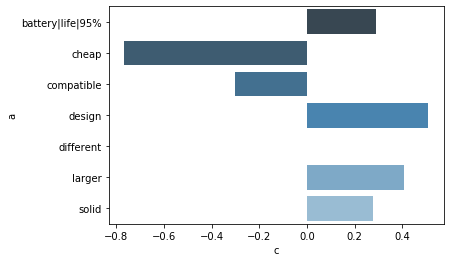 battery|life|95%
cheap
compatible
design
different
larger
solid
a
−0.8 −0.6 −0.4 −0.2 0.0 0.2 0.4
c